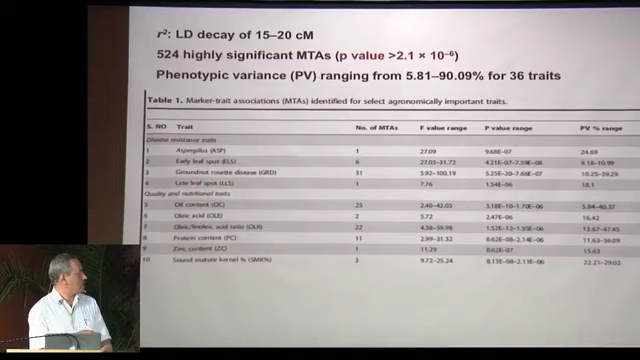 r²: LD decay of 15–20 cM
524 highly significant MTAs (p value >2.1 × 10⁻⁶)
Phenotypic variance (PV) ranging from 5.81–90.09% for 36 traits
Table 1. Marker-trait associations (MTAs) identified for select agronomically important traits.
S. NO Trait No. of MTAs F value range P value range PV % range
Disease resistance traits
1 Aspergillus (ASP) 1 27.09 9.68E-07 24.69
2 Early leaf spot (ELS) 6 27.03–31.72 4.21E-07–7.59E-08 9.18–10.99
3 Groundnut rosette disease (GRD) 31 5.92–100.19 5.25E-20–7.66E-07 10.25–39.29
4 Late leaf spot (LLS) 1 7.76 1.54E-06 18.1
Quality and nutritional traits
5 Oil content (OC) 25 2.40–42.05 3.18E-10–1.70E-06 5.84–40.37
6 Oleic acid (OLE) 2 5.72 2.47E-06 16.42
7 Oleic/linoleic acid ratio (OLR) 22 4.38–59.98 1.52E-12–1.95E-06 13.67–47.45
8 Protein content (PC) 11 2.99–31.32 8.62E-08–2.14E-06 11.63–36.09
9 Zinc content (ZC) 1 11.29 8.62E-07 15.63
10 Sound mature kernel % (SMK%) 3 9.72–25.24 8.13E-08–2.11E-06 22.21–29.02